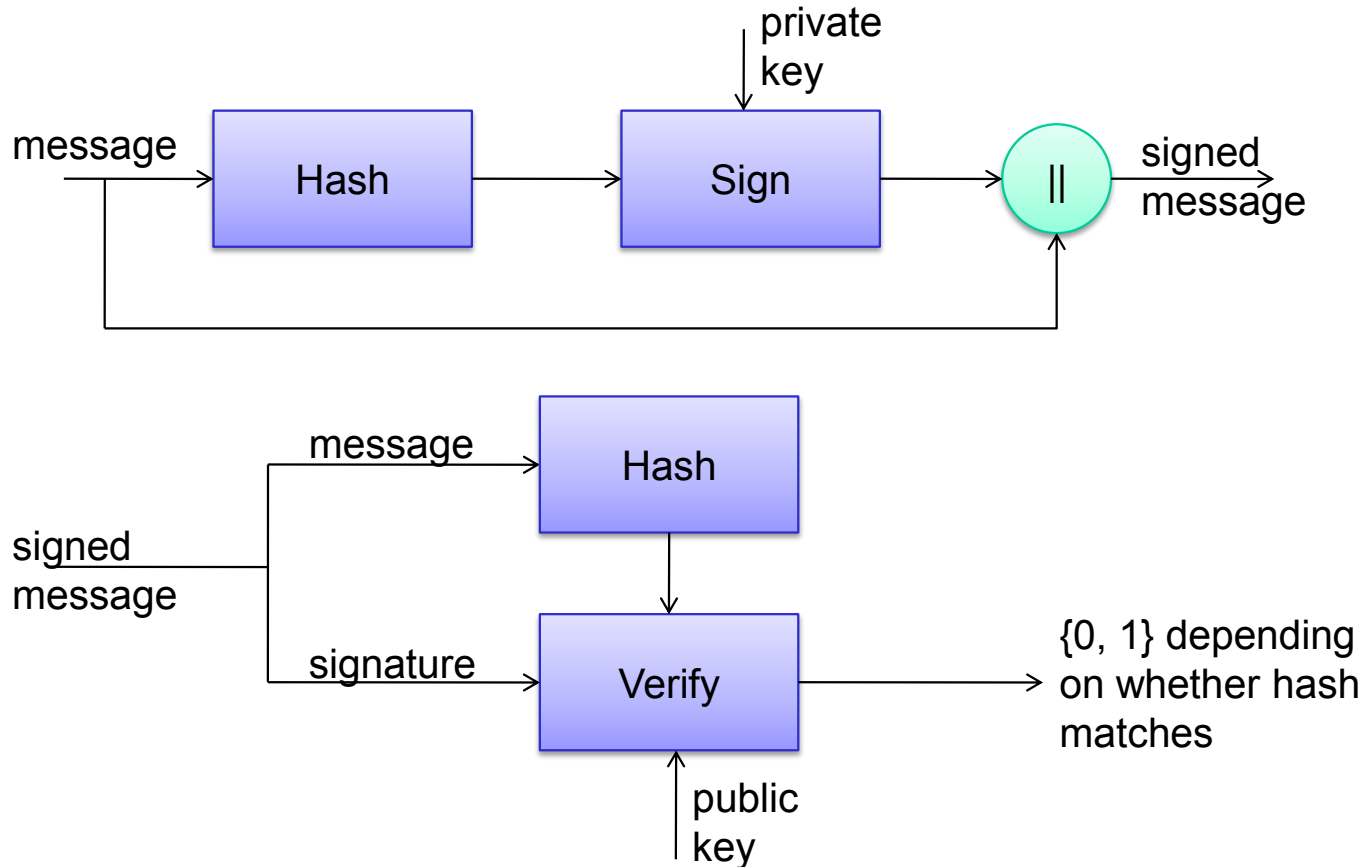 private
key
message
Hash
Sign
||
signed
message
message
Hash
signed
message
signature
Verify
{0, 1} depending
on whether hash
matches
public
key